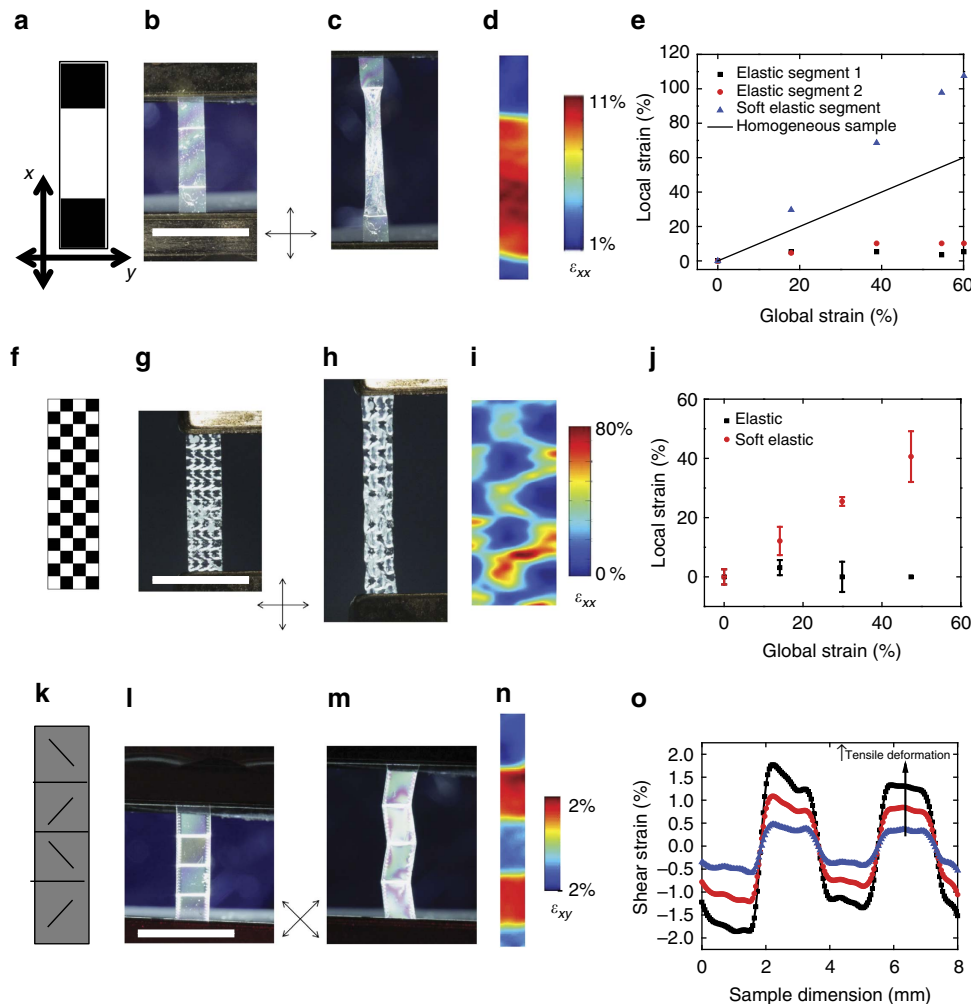 a
b
c
d
e
x
y
11%
1%
εxx
120
100
80
60
40
20
0
Elastic segment 1
Elastic segment 2
Soft elastic segment
Homogeneous sample
Local strain (%)
0 20 40 60
Global strain (%)
f
g
h
i
j
80%
0 %
εxx
60
40
20
0
Elastic
Soft elastic
Local strain (%)
0 20 40 60
Global strain (%)
k
l
m
n
o
2%
2%
εxy
2.0
1.5
1.0
0.5
0.0
–0.5
–1.0
–1.5
–2.0
↑Tensile deformation
Shear strain (%)
0 2 4 6 8
Sample dimension (mm)